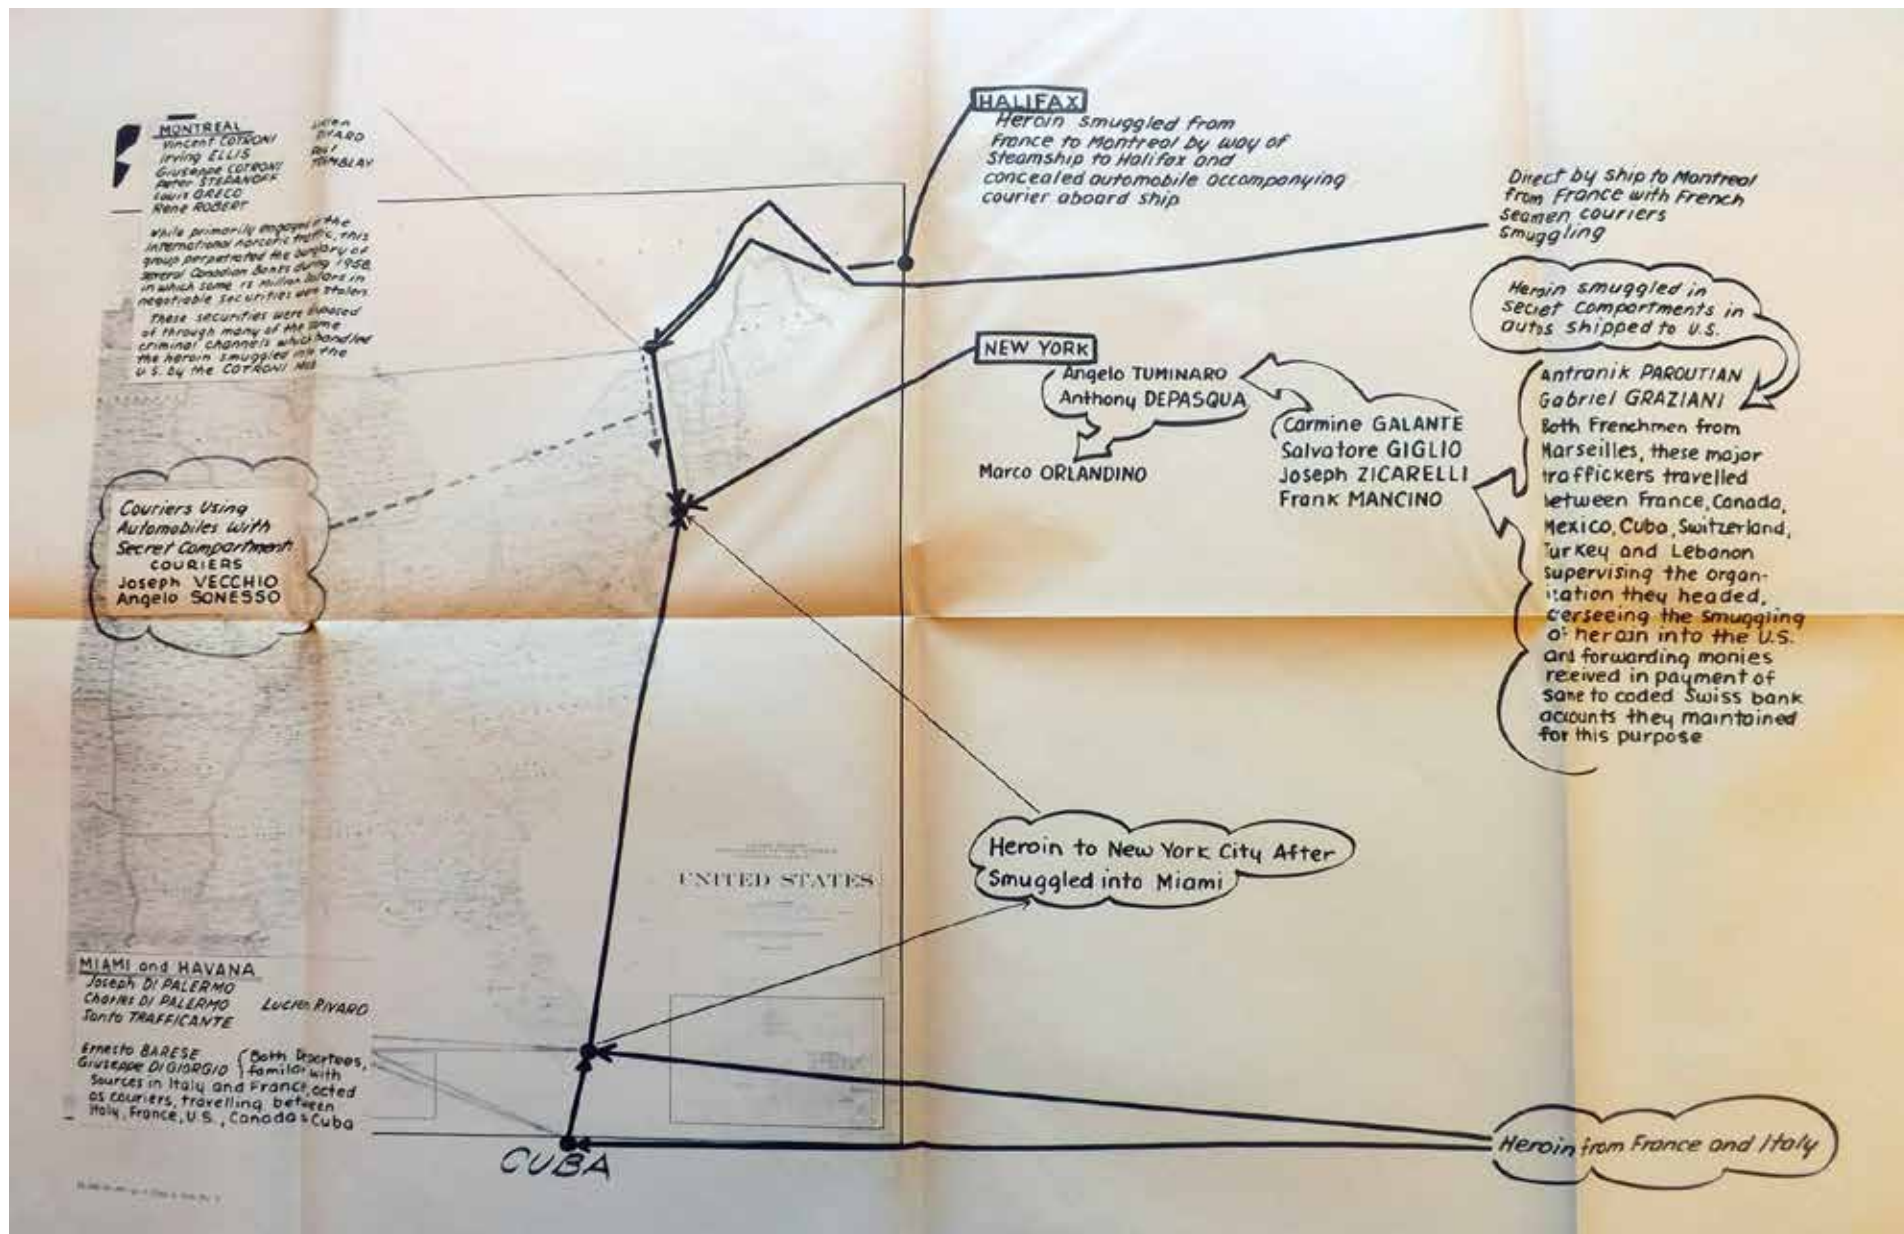 MONTREAL
Vincent COTRONI
Irving ELLIS
Giuseppe COTRONI
Peter STEPANOFF
Louis GRECO
Rene ROBERT
While primarily engaged in the
international narcotic traffic, this
group perpetrated the burglary of
several Canadian Banks during 1958
in which some Million Dollars in
negotiable securities were stolen
These securities were disposed
of through many of the same
criminal channels which handled
the heroin smuggled into the
U.S. by the COTRONI
HALIFAX
Heroin smuggled from
France to Montreal by way of
Steamship to Halifax and
concealed automobile accompanying
courier aboard ship
Direct by ship to Montreal
from France with French
seamen couriers
smuggling
Heroin smuggled in
secret compartments in
autos shipped to U.S.
NEW YORK
Angelo TUMINARO
Anthony DEPASQUA
Marco ORLANDINO
Carmine GALANTE
Salvatore GIGLIO
Joseph ZICARELLI
Frank MANCINO
Antranik PAROUTIAN
Gabriel GRAZIANI
Both Frenchmen from
Marseilles, these major
traffickers travelled
between France, Canada,
Mexico, Cuba, Switzerland,
Turkey and Lebanon
supervising the organ-
ization they headed,
overseeing the smuggling
of heroin into the U.S.
and forwarding monies
received in payment of
same to coded Swiss bank
accounts they maintained
for this purpose
Couriers Using
Automobiles With
Secret Compartment
COURIERS
Joseph VECCHIO
Angelo SONESSO
Heroin to New York City After
Smuggled into Miami
UNITED STATES
MIAMI and HAVANA
Joseph DI PALERMO
Charles DI PALERMO Lucien RIVARD
Santo TRAFFICANTE
Ernesto BARESE
Giuseppe DI GIORGIO
Both Deportees,
familar with
Sources in Italy and France, acted
as couriers, travelling between
Italy, France, U.S., Canada & Cuba
CUBA
Heroin from France and Italy